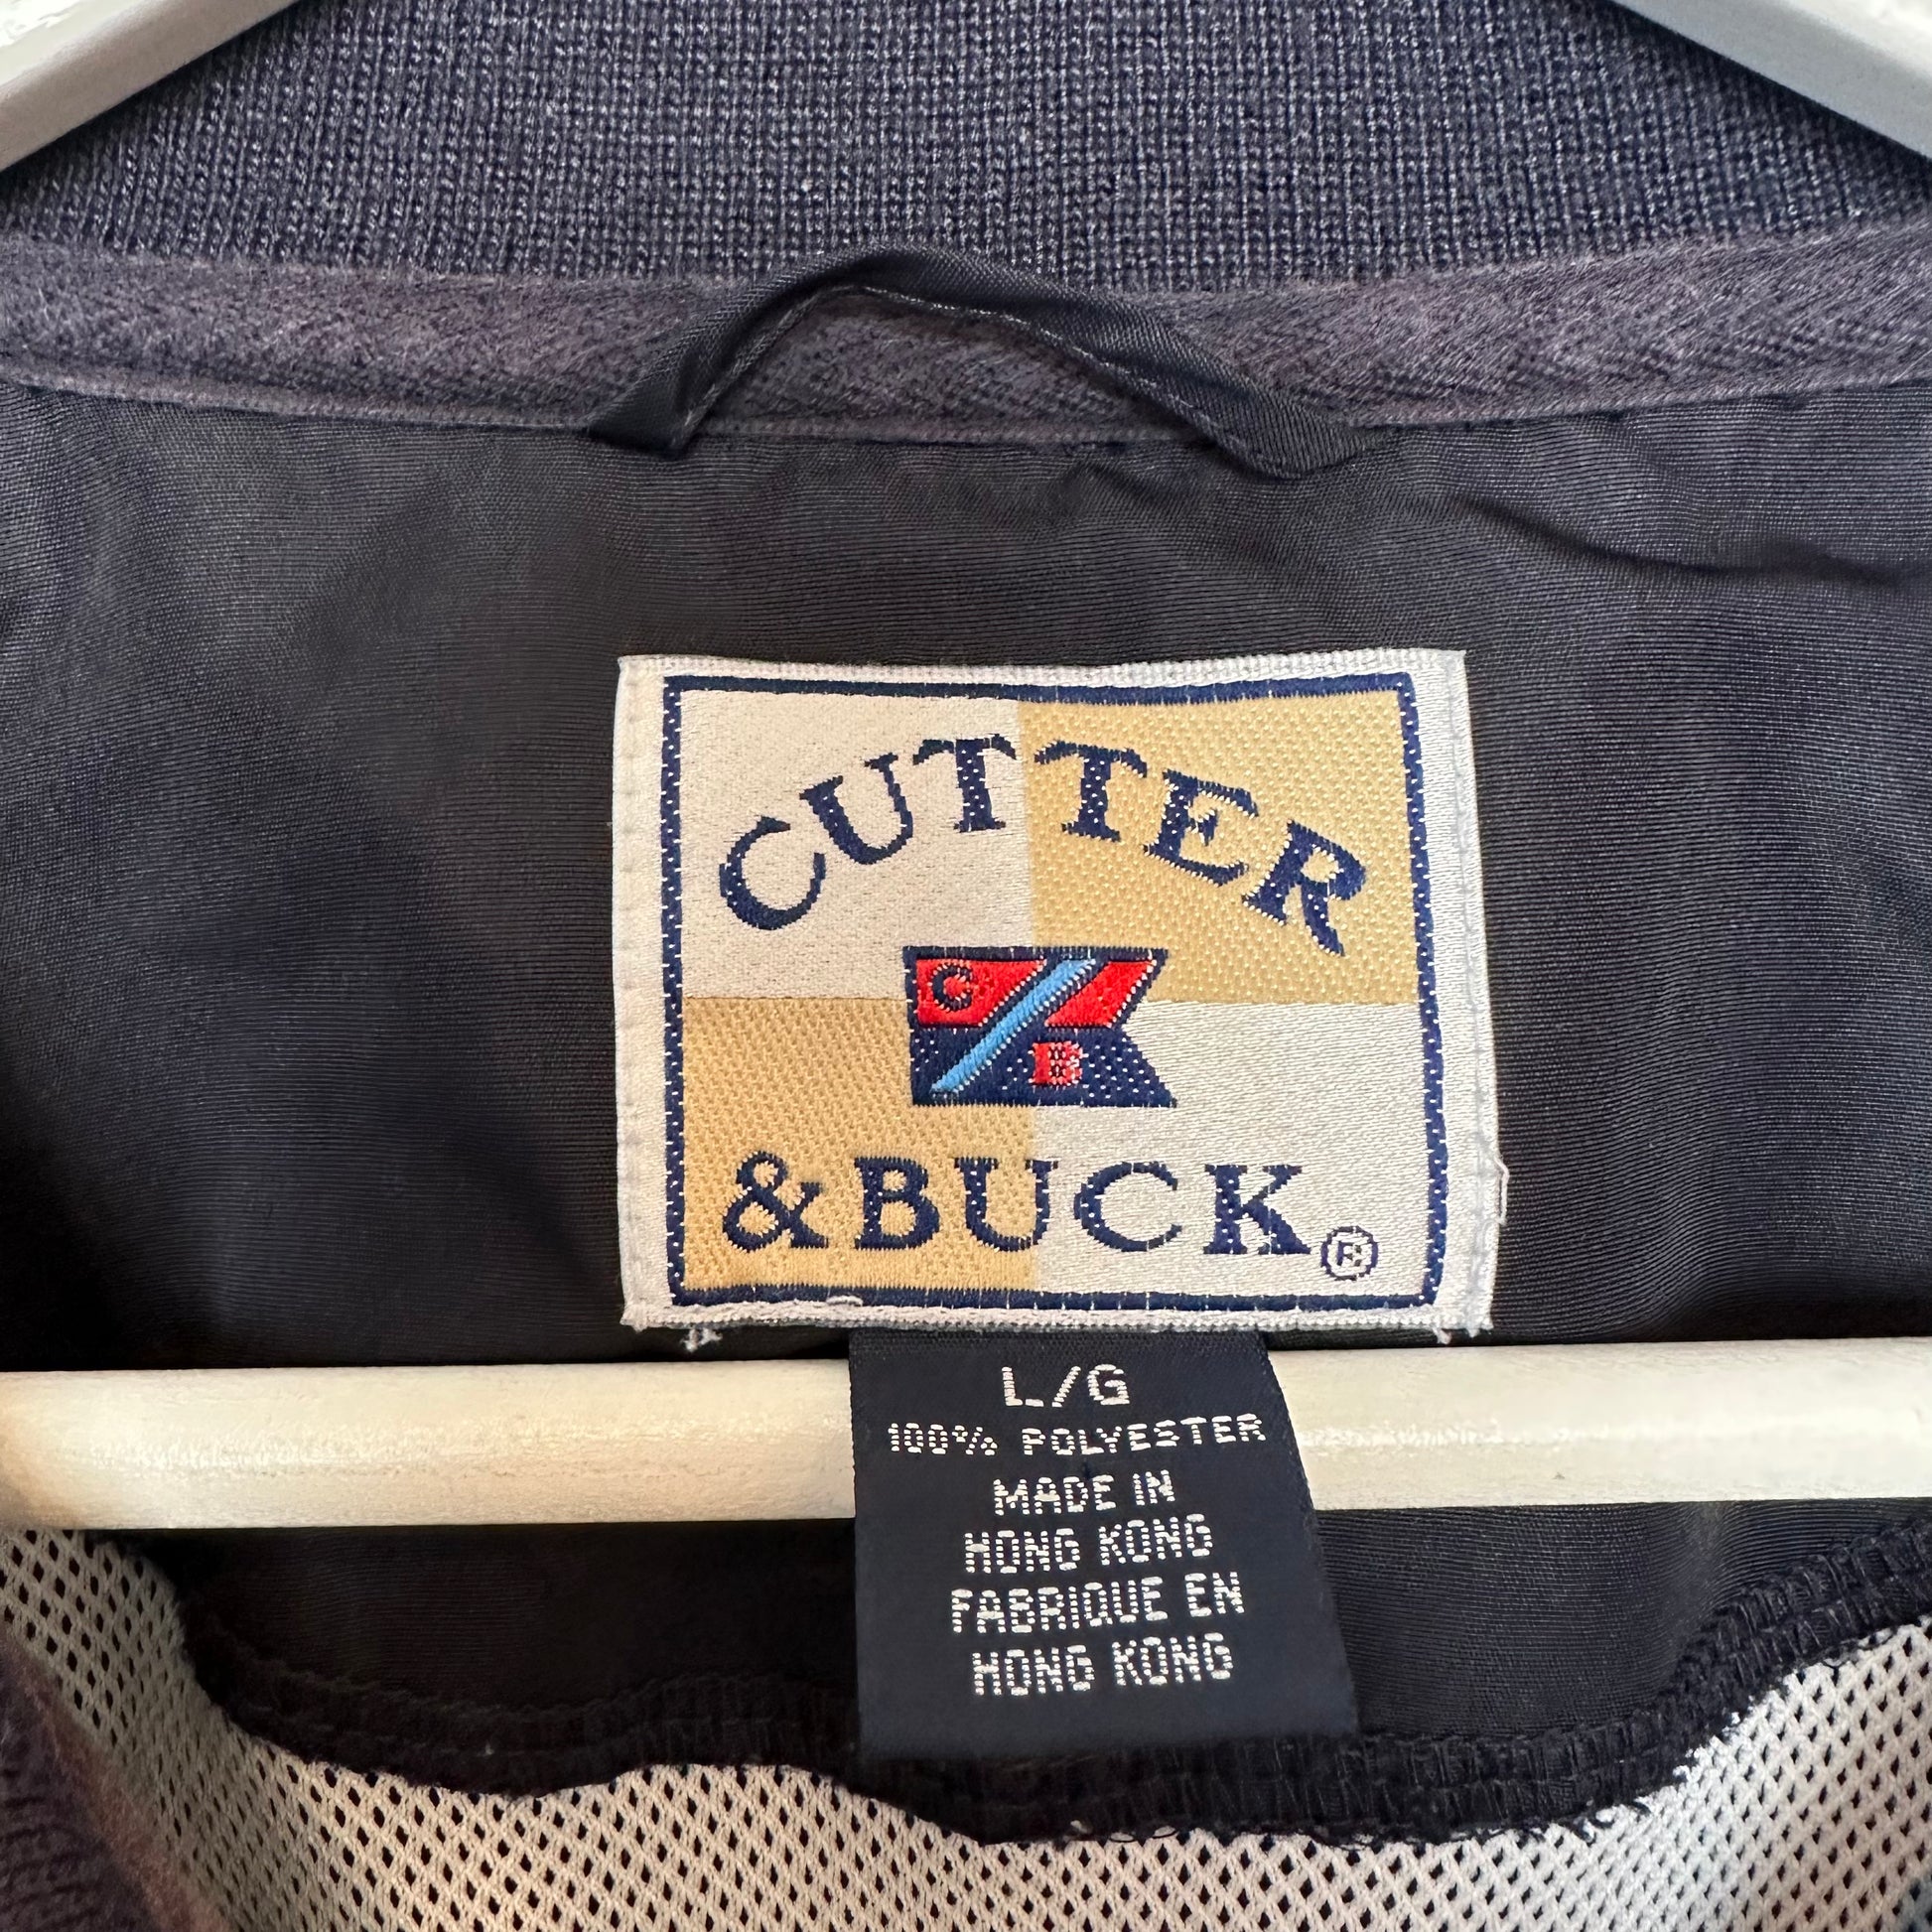 CUTTER
C
B
& BUCK®
L/G
100% POLYESTER
MADE IN
HONG KONG
FABRIQUE EN
HONG KONG